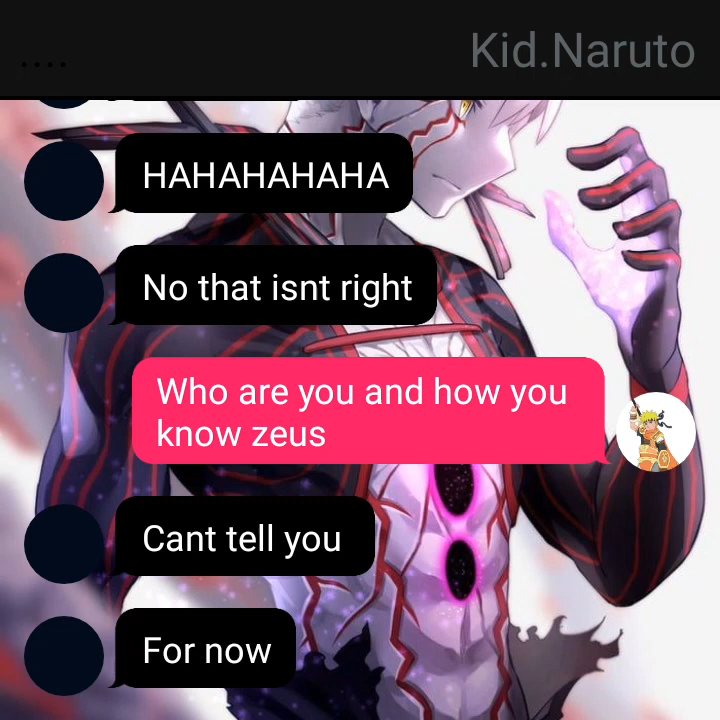 ....
Kid.Naruto
HAHAHAHAHA
No that isnt right
Who are you and how you
know zeus
Cant tell you
For now